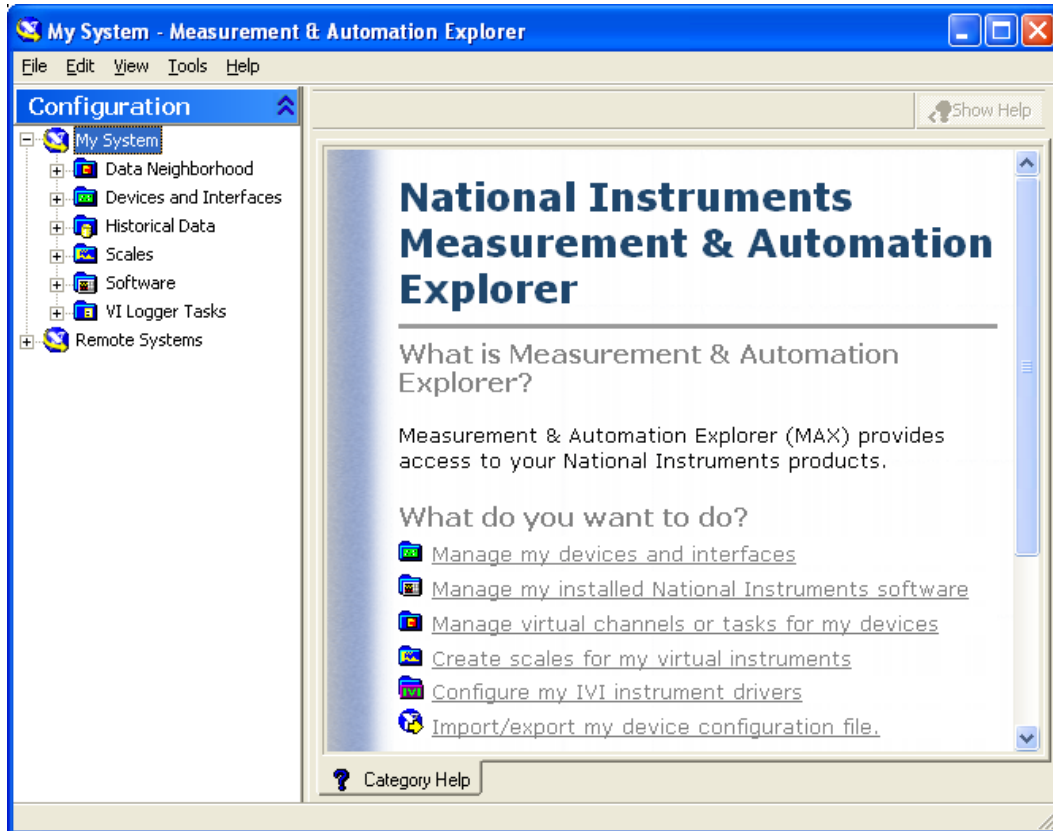 My System - Measurement & Automation Explorer
File Edit View Tools Help
Configuration
Show Help
My System
Data Neighborhood
Devices and Interfaces
Historical Data
Scales
Software
VI Logger Tasks
Remote Systems
National Instruments
Measurement & Automation
Explorer
What is Measurement & Automation
Explorer?
Measurement & Automation Explorer (MAX) provides
access to your National Instruments products.
What do you want to do?
Manage my devices and interfaces
Manage my installed National Instruments software
Manage virtual channels or tasks for my devices
Create scales for my virtual instruments
IVI Configure my IVI instrument drivers
Import/export my device configuration file.
? Category Help